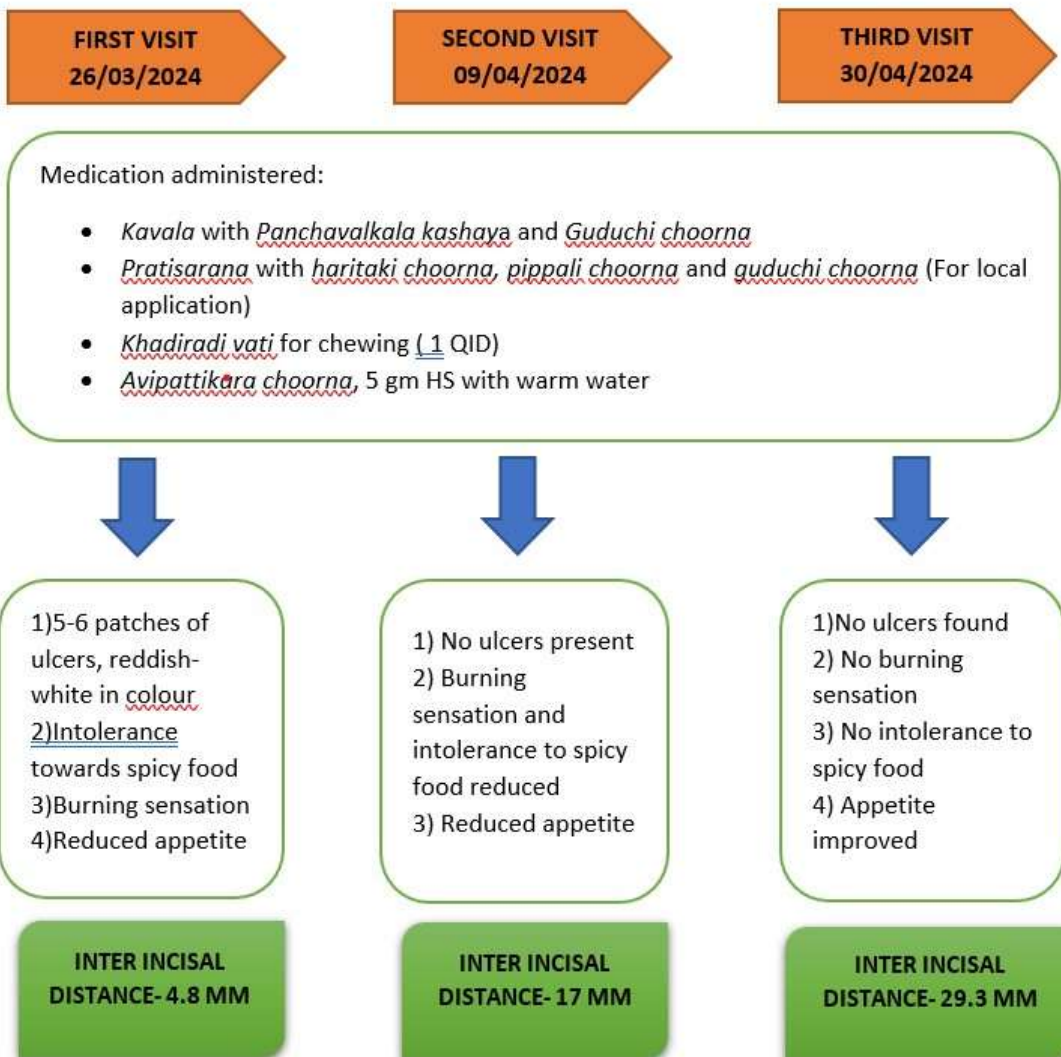 FIRST VISIT
26/03/2024
SECOND VISIT
09/04/2024
THIRD VISIT
30/04/2024
Medication administered:
• Kavala with Panchavalkala kashaya and Guduchi choorna
• Pratisarana with haritaki choorna, pippali choorna and guduchi choorna (For local
application)
• Khadiradi vati for chewing ( 1 QID)
• Avipattikara choorna, 5 gm HS with warm water
1)5-6 patches of
ulcers, reddish-
white in colour
2)Intolerance
towards spicy food
3)Burning sensation
4)Reduced appetite
1) No ulcers present
2) Burning
sensation and
intolerance to spicy
food reduced
3) Reduced appetite
1)No ulcers found
2) No burning
sensation
3) No intolerance to
spicy food
4) Appetite
improved
INTER INCISAL
DISTANCE- 4.8 MM
INTER INCISAL
DISTANCE- 17 MM
INTER INCISAL
DISTANCE- 29.3 MM